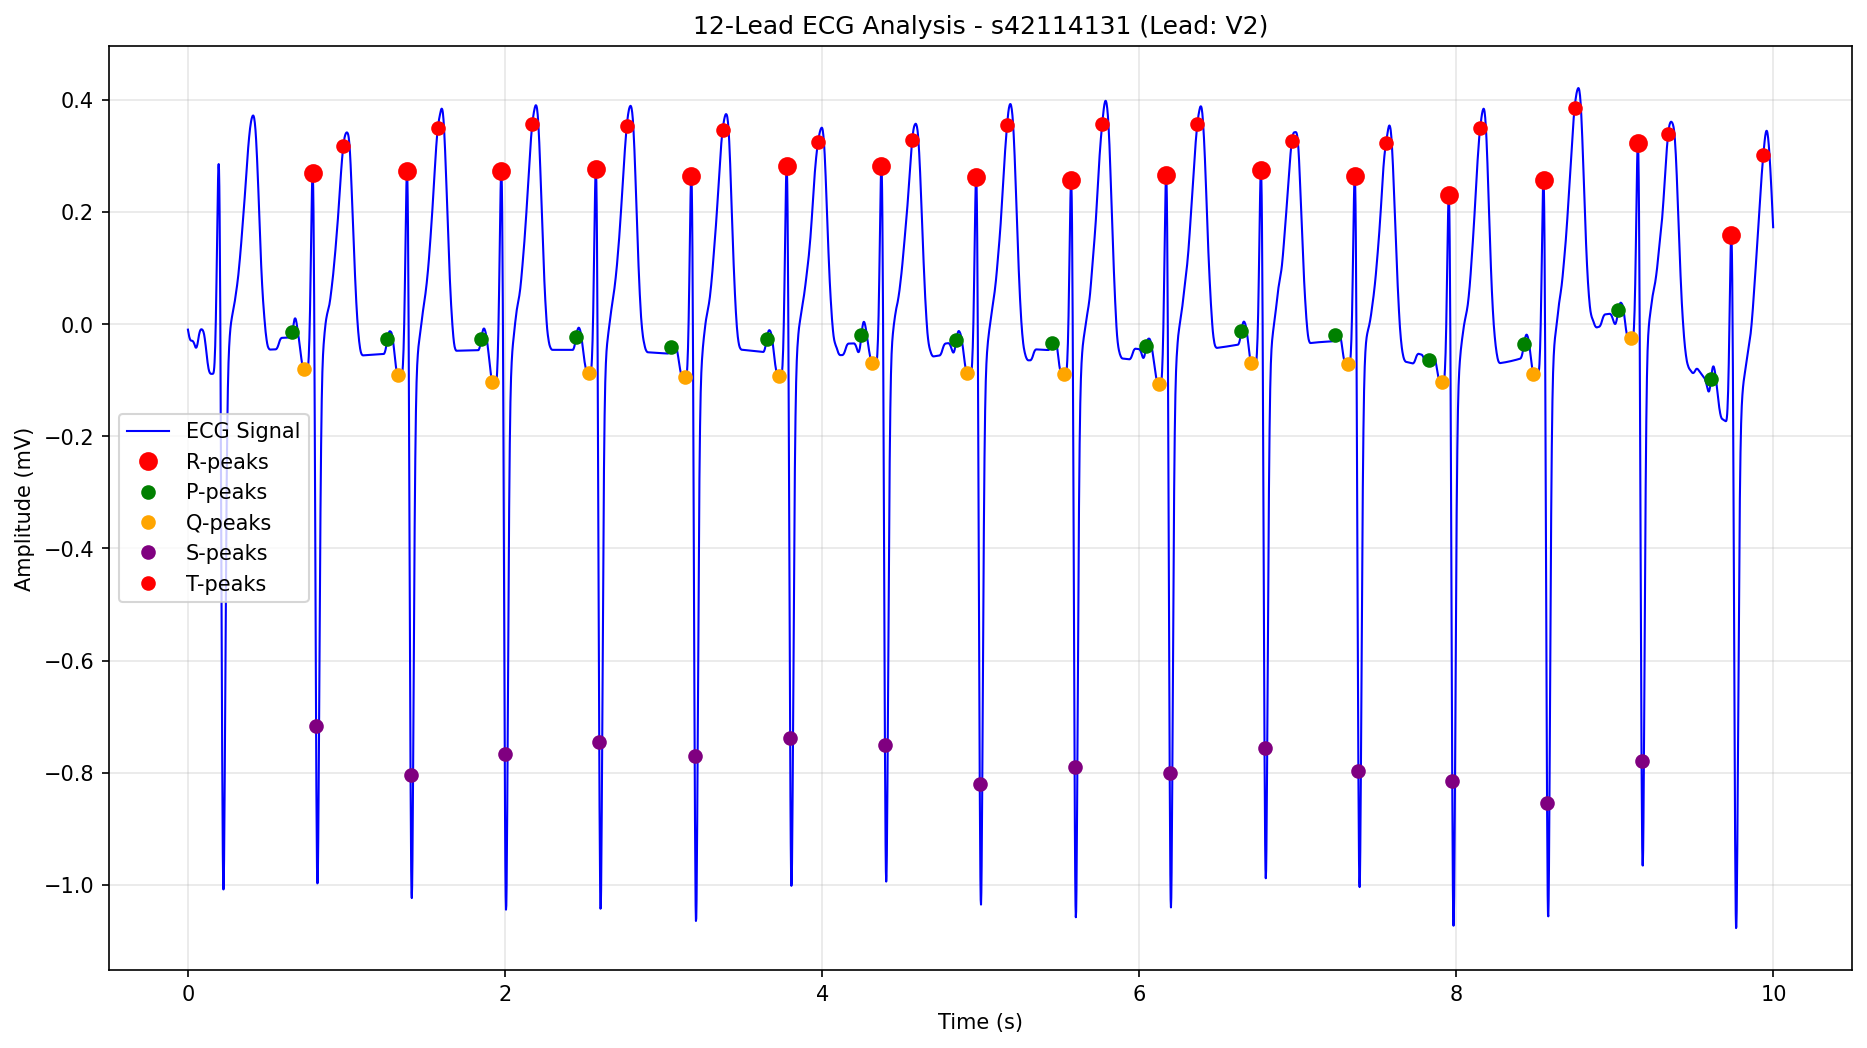 12-Lead ECG Analysis - s42114131 (Lead: V2)
Amplitude (mV)
0.4
0.2
0.0
−0.2
−0.4
−0.6
−0.8
−1.0
ECG Signal
R-peaks
P-peaks
Q-peaks
S-peaks
T-peaks
0 2 4 6 8 10
Time (s)